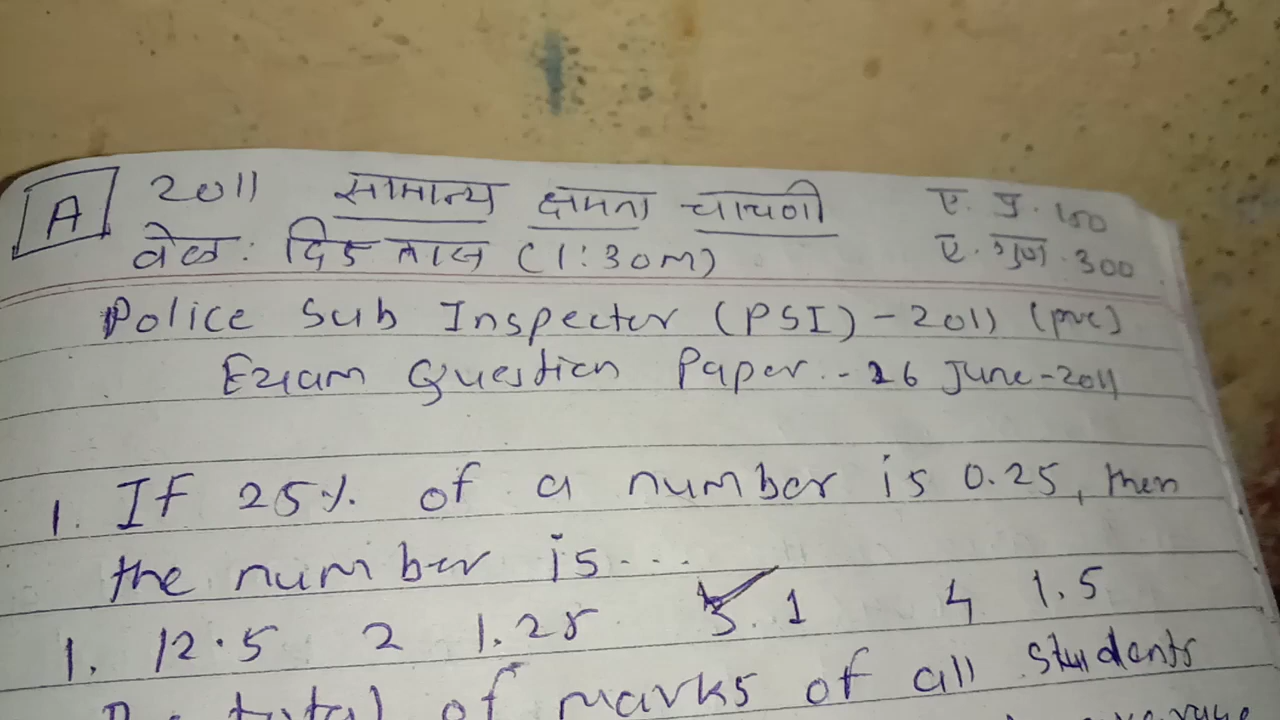 A 2011 सामान्य क्षमता चाचणी ए. प्र. 100
वेळ: दिड तास (1:30m) ए. गुण. 300
Police Sub Inspector (PSI) - 2011 (pre)
Exam Question Paper. - 26 June - 2011
1. If 25% of a number is 0.25, then
the number is...
1. 12.5 2 1.25 3. 1 4 1.5
total of marks of all students